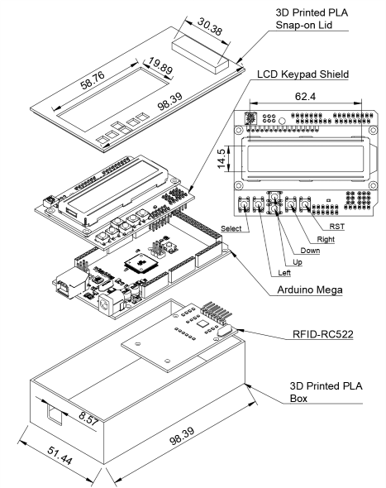 30.38
3D Printed PLA
Snap-on Lid
58.76
19.89
98.39
LCD Keypad Shield
62.4
14.5
Select
Left
Up
Down
Right
RST
Arduino Mega
RFID-RC522
3D Printed PLA
Box
8.57
51.44
98.39